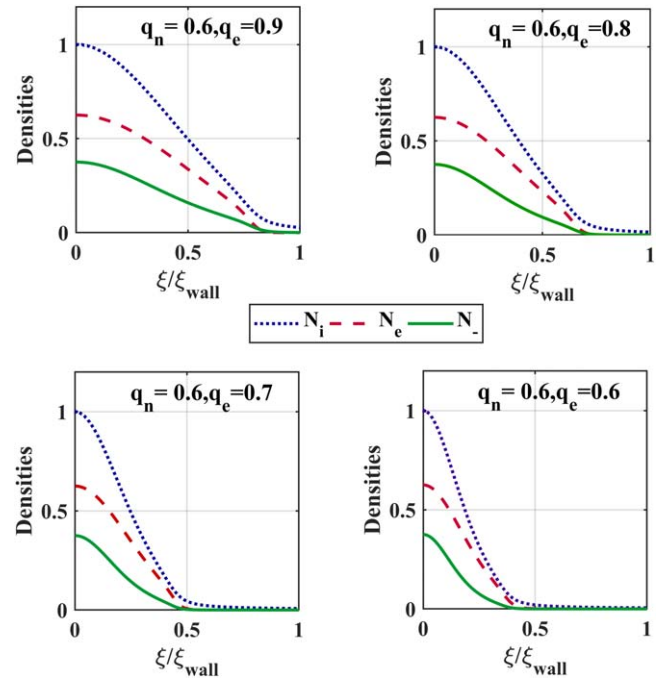 q_n = 0.6,q_e=0.9
Densities
1
0.5
0
0
0.5
1
ξ/ξ_wall
q_n = 0.6,q_e=0.8
Densities
1
0.5
0
0
0.5
1
ξ/ξ_wall
N_i N_e N_-
q_n = 0.6,q_e=0.7
Densities
1
0.5
0
0
0.5
1
ξ/ξ_wall
q_n = 0.6,q_e=0.6
Densities
1
0.5
0
0
0.5
1
ξ/ξ_wall